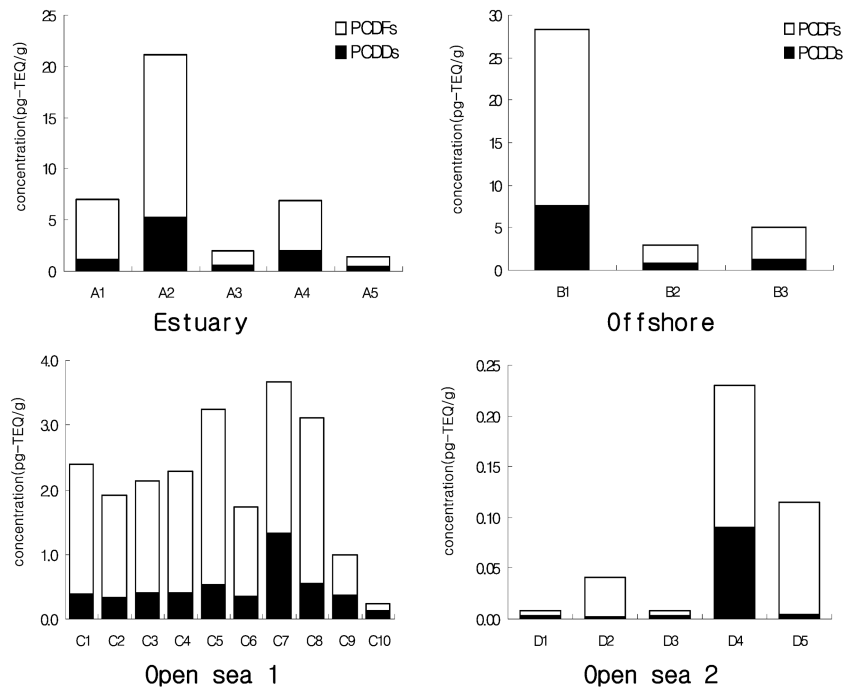 25
20
15
10
5
0
concentration(pg-TEQ/g)
PCDFs
PCDDs
A1 A2 A3 A4 A5
Estuary
35
30
25
20
15
10
5
0
concentration(pg-TEQ/g)
PCDFs
PCDDs
B1 B2 B3
Offshore
4.0
3.0
2.0
1.0
0.0
concentration(pg-TEQ/g)
C1 C2 C3 C4 C5 C6 C7 C8 C9 C10
Open sea 1
0.25
0.20
0.15
0.10
0.05
0.00
concentration(pg-TEQ/g)
D1 D2 D3 D4 D5
Open sea 2